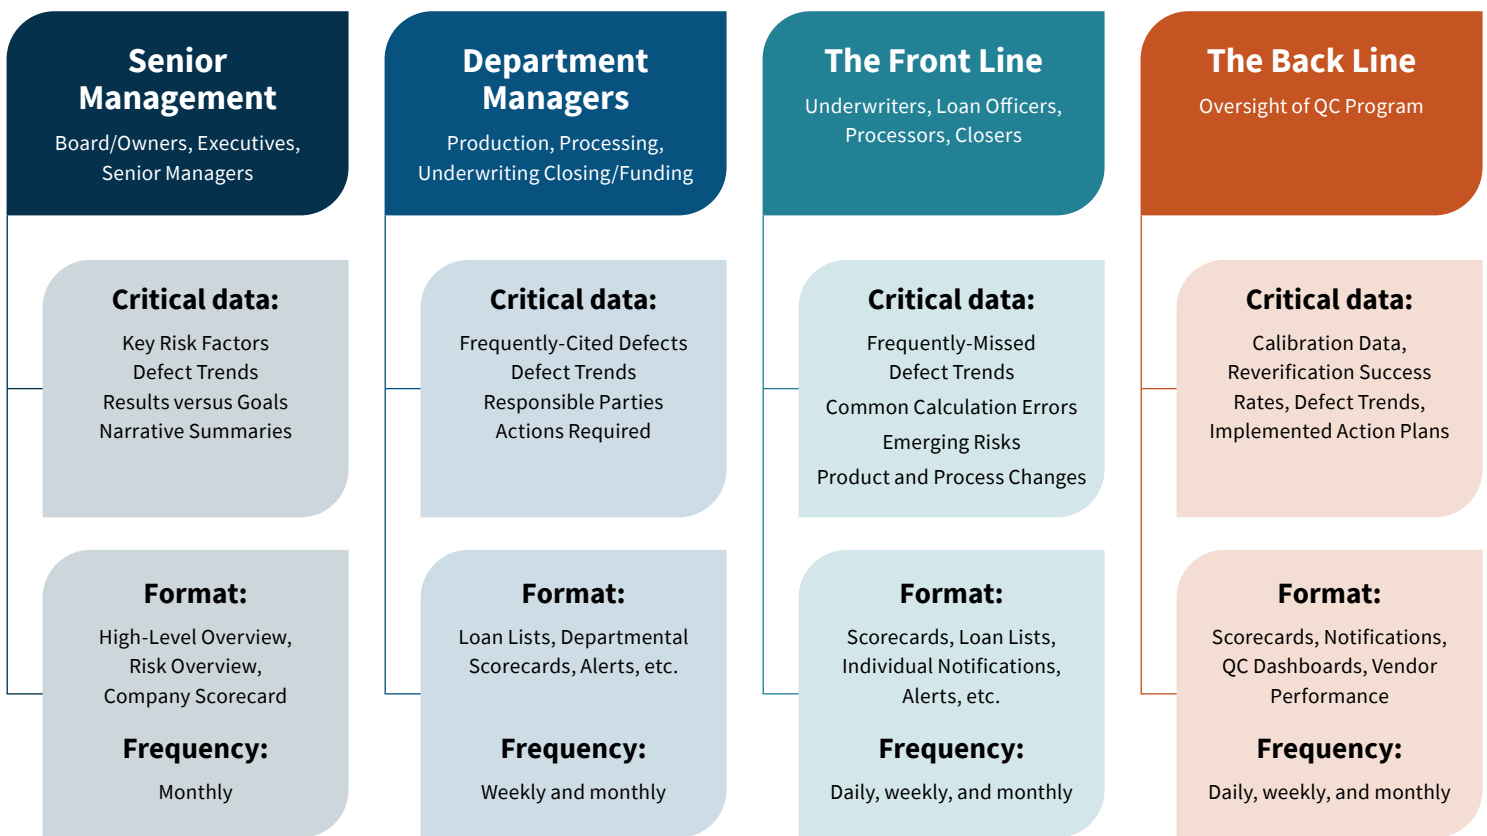 Senior
Management
Board/Owners, Executives,
Senior Managers
Critical data:
Key Risk Factors
Defect Trends
Results versus Goals
Narrative Summaries
Format:
High-Level Overview,
Risk Overview,
Company Scorecard
Frequency:
Monthly
Department
Managers
Production, Processing,
Underwriting Closing/Funding
Critical data:
Frequently-Cited Defects
Defect Trends
Responsible Parties
Actions Required
Format:
Loan Lists, Departmental
Scorecards, Alerts, etc.
Frequency:
Weekly and monthly
The Front Line
Underwriters, Loan Officers,
Processors, Closers
Critical data:
Frequently-Missed
Defect Trends
Common Calculation Errors
Emerging Risks
Product and Process Changes
Format:
Scorecards, Loan Lists,
Individual Notifications,
Alerts, etc.
Frequency:
Daily, weekly, and monthly
The Back Line
Oversight of QC Program
Critical data:
Calibration Data,
Reverification Success
Rates, Defect Trends,
Implemented Action Plans
Format:
Scorecards, Notifications,
QC Dashboards, Vendor
Performance
Frequency:
Daily, weekly, and monthly